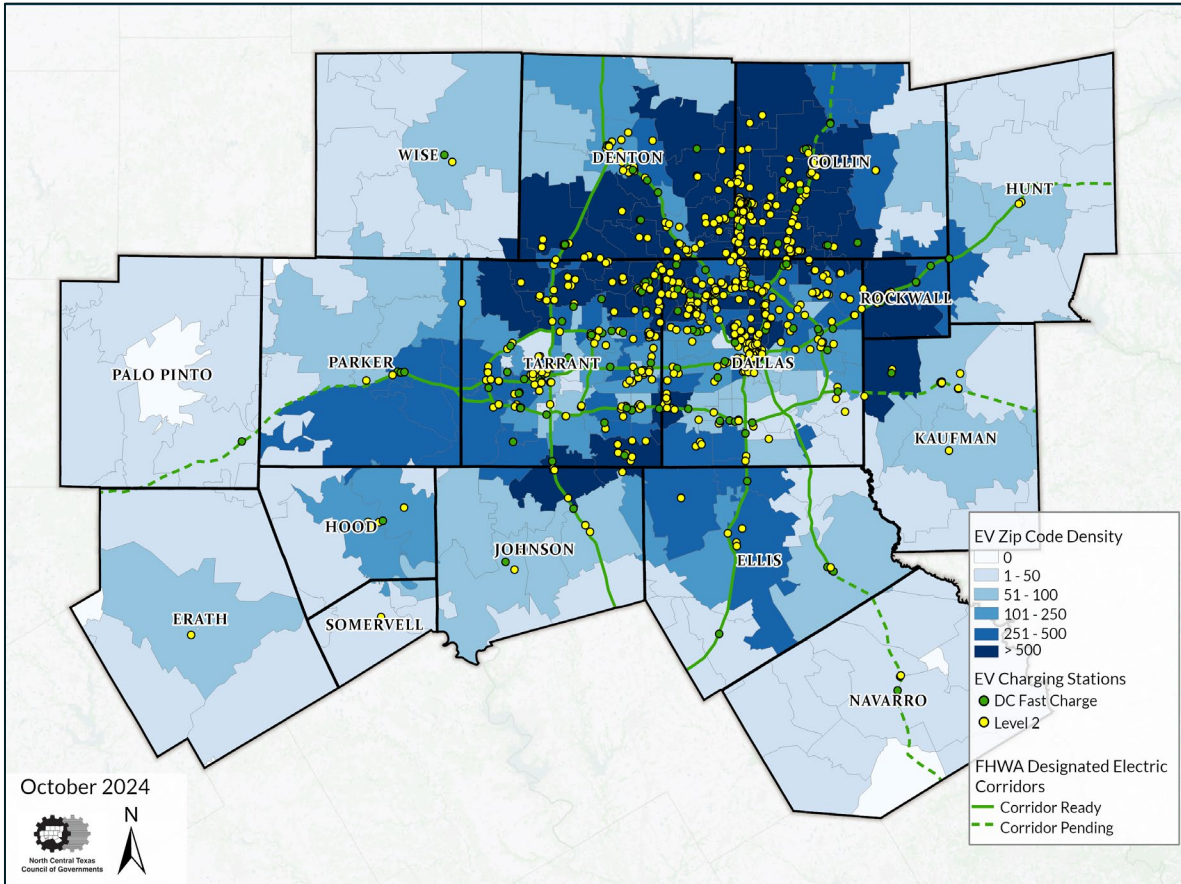 WISE
DENTON
COLLIN
HUNT
ROCKWALL
PALO PINTO
PARKER
TARRANT
DALLAS
KAUFMAN
HOOD
JOHNSON
ELLIS
ERATH
SOMERVELL
NAVARRO
EV Zip Code Density
0
1 - 50
51 - 100
101 - 250
251 - 500
> 500
EV Charging Stations
DC Fast Charge
Level 2
FHWA Designated Electric
Corridors
Corridor Ready
Corridor Pending
October 2024
N
North Central Texas
Council of Governments